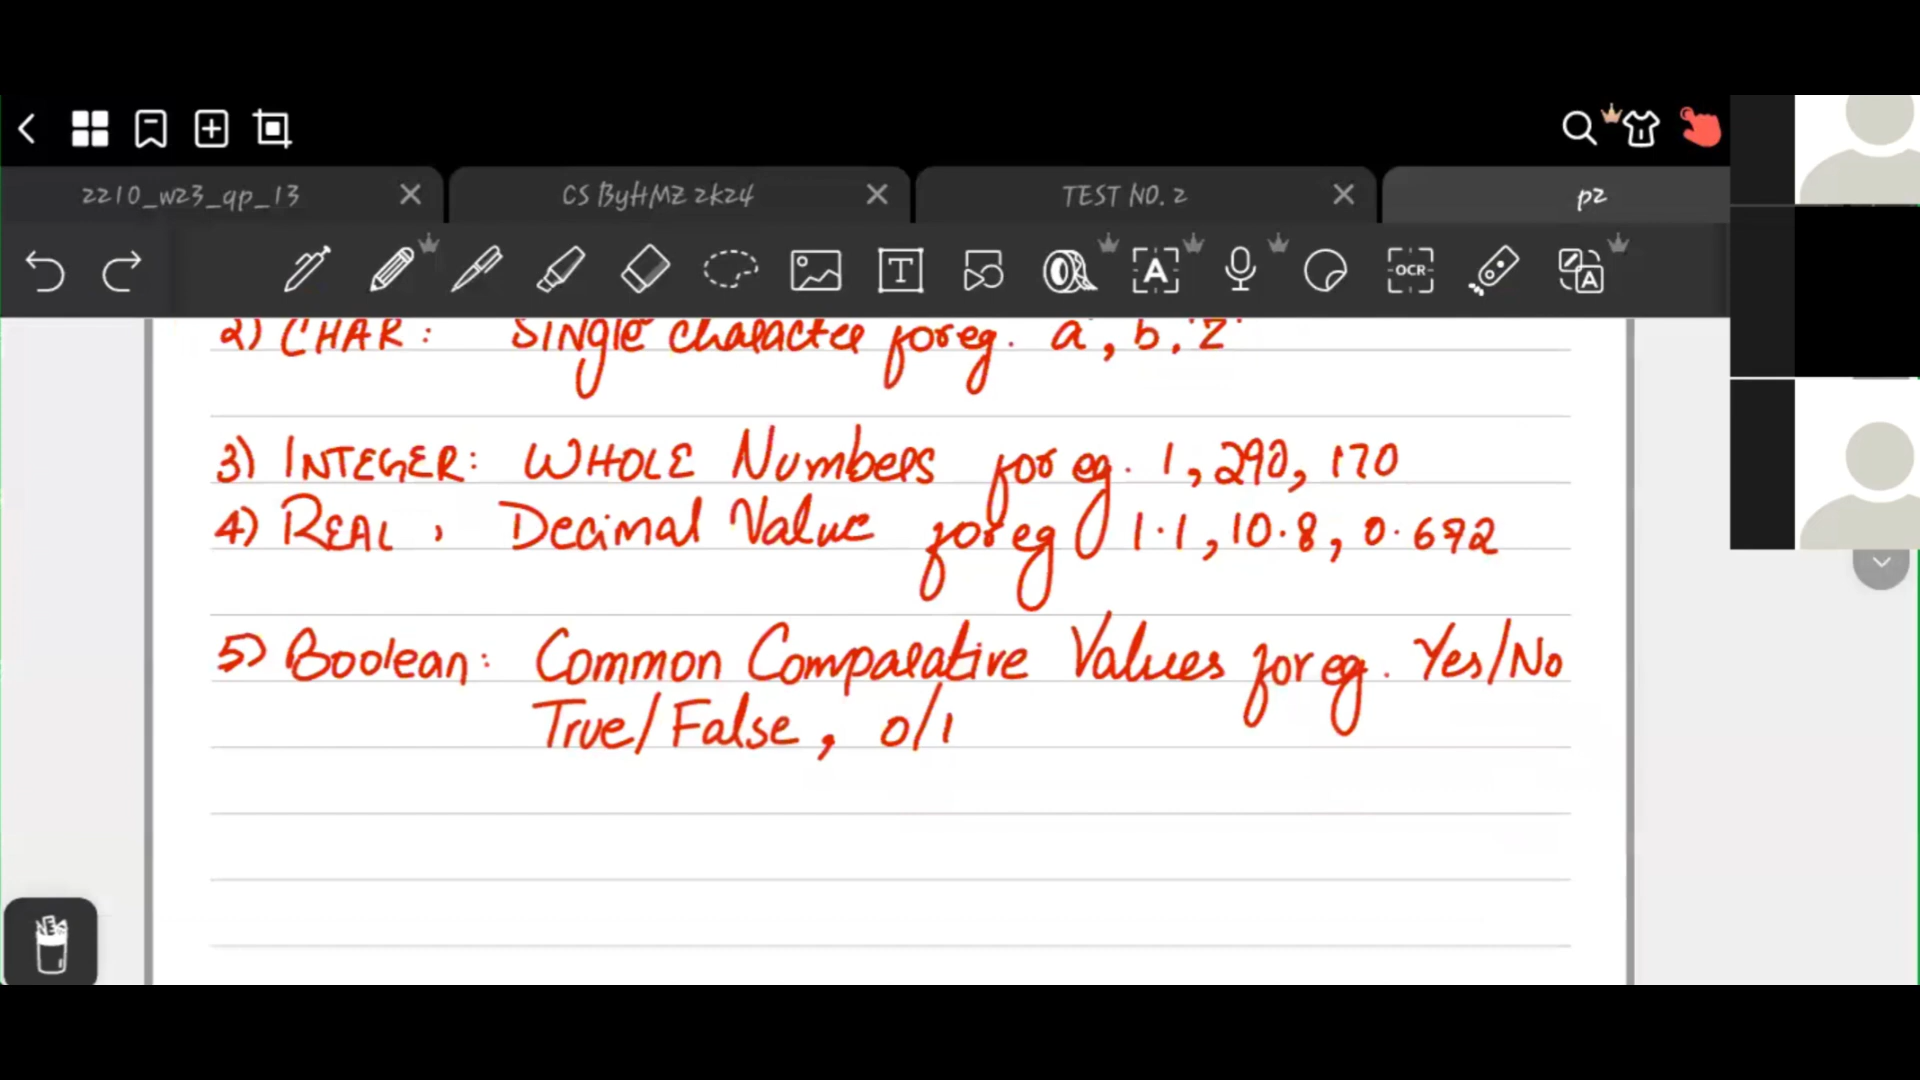 2210_w23_qp_13
CS ByHMZ 2k24
TEST NO. 2
p2
OCR
2) CHAR: Single character for eg. 'a', 'b', 'Z'
3) INTEGER: WHOLE Numbers for eg. 1, 290, 170
4) REAL, Decimal Value for eg 1.1, 10.8, 0.672
5) Boolean: Common Comparative Values for eg. Yes/No
True/False, 0/1